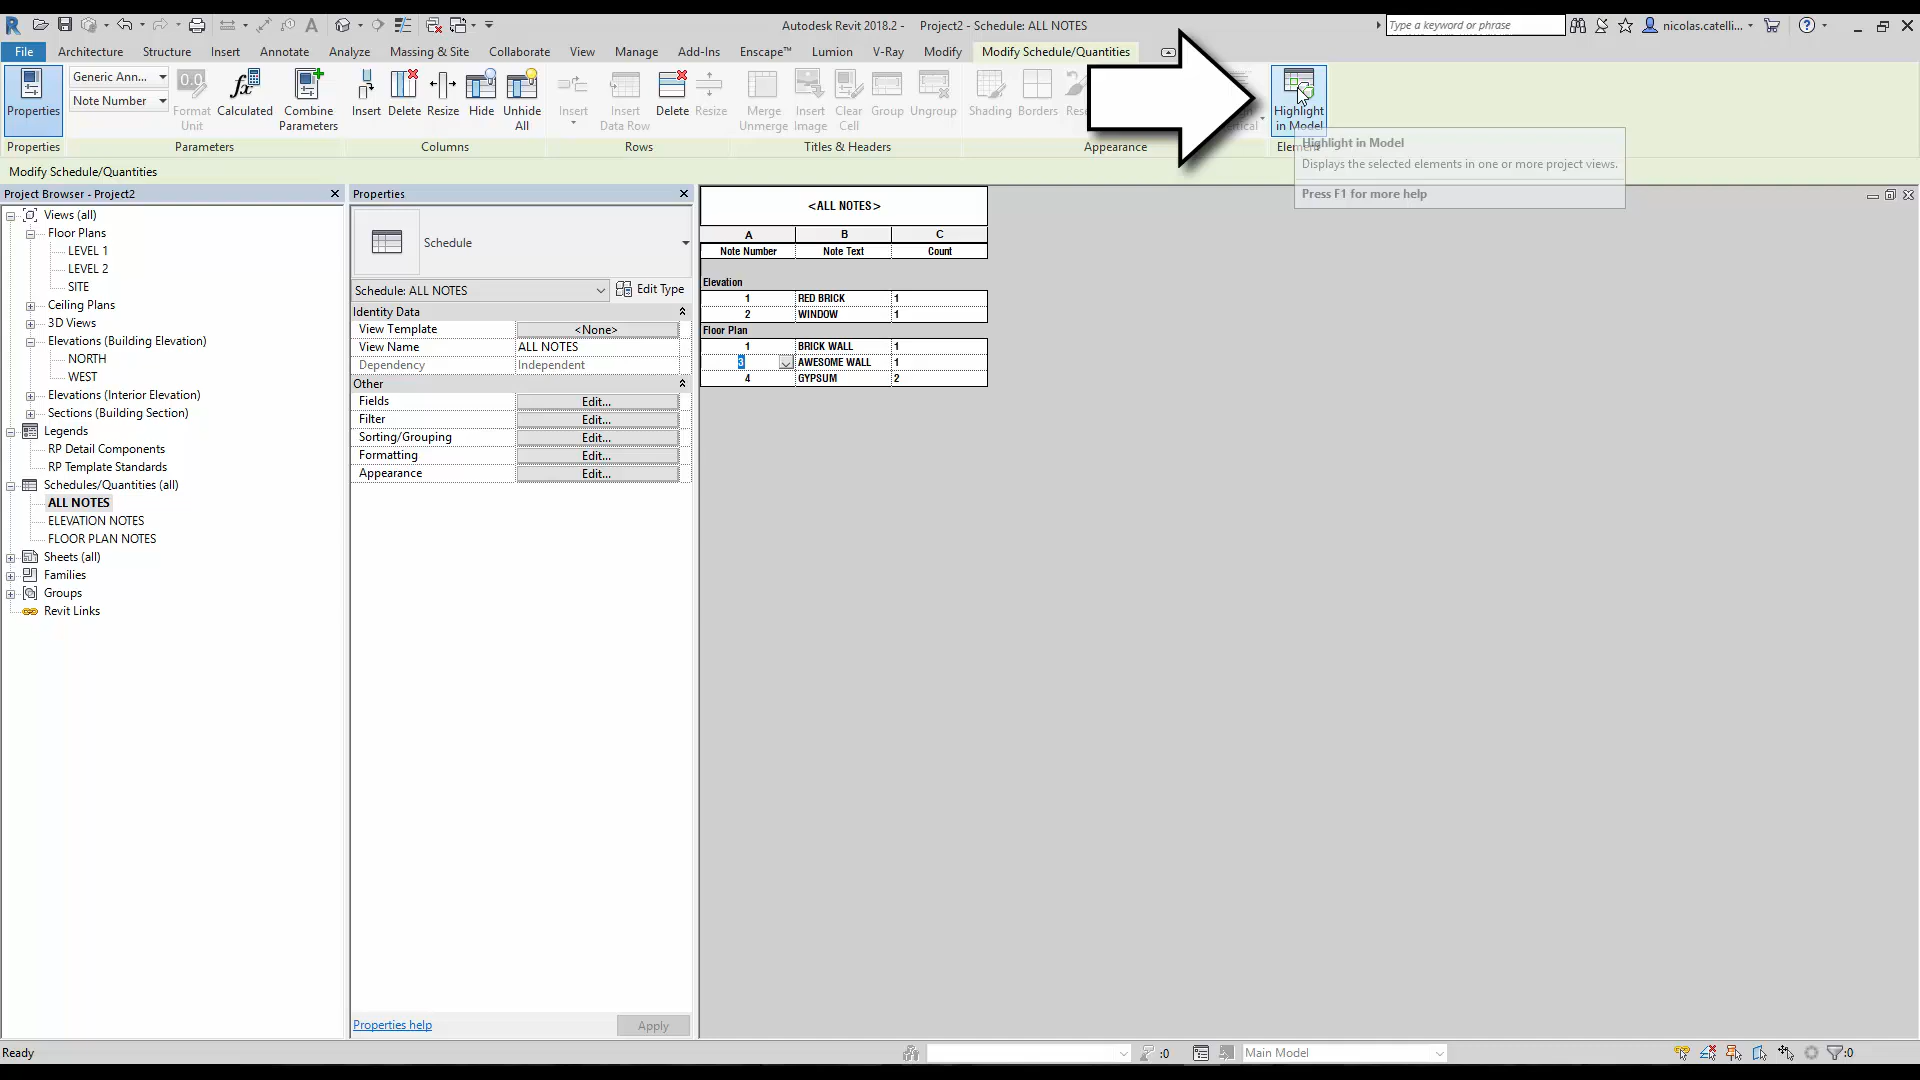 Autodesk Revit 2018.2 - Project2 - Schedule: ALL NOTES
Type a keyword or phrase
nicolas.catelli...
File Architecture Structure Insert Annotate Analyze Massing & Site Collaborate View Manage Add-Ins Enscape™ Lumion V-Ray Modify Modify Schedule/Quantities
Properties
Generic Ann...
Note Number
Format
Unit
Calculated
Combine
Parameters
Insert
Delete
Resize
Hide
Unhide
All
Insert
Insert
Data Row
Delete
Resize
Merge
Unmerge
Insert
Image
Clear
Cell
Group
Ungroup
Shading
Borders
Highlight
in Model
Properties Parameters Columns Rows Titles & Headers Appearance
Highlight in Model
Displays the selected elements in one or more project views.
Press F1 for more help
Modify Schedule/Quantities
Project Browser - Project2
Views (all)
Floor Plans
LEVEL 1
LEVEL 2
SITE
Ceiling Plans
3D Views
Elevations (Building Elevation)
NORTH
WEST
Elevations (Interior Elevation)
Sections (Building Section)
Legends
RP Detail Components
RP Template Standards
Schedules/Quantities (all)
ALL NOTES
ELEVATION NOTES
FLOOR PLAN NOTES
Sheets (all)
Families
Groups
Revit Links
Properties
Schedule
Schedule: ALL NOTES
Edit Type
Identity Data
View Template <None>
View Name ALL NOTES
Dependency Independent
Other
Fields Edit...
Filter Edit...
Sorting/Grouping Edit...
Formatting Edit...
Appearance Edit...
Properties help
Apply
<ALL NOTES>
A B C
Note Number Note Text Count
Elevation
1 RED BRICK 1
2 WINDOW 1
Floor Plan
1 BRICK WALL 1
3 AWESOME WALL 1
4 GYPSUM 2
Ready
:0
Main Model
:0